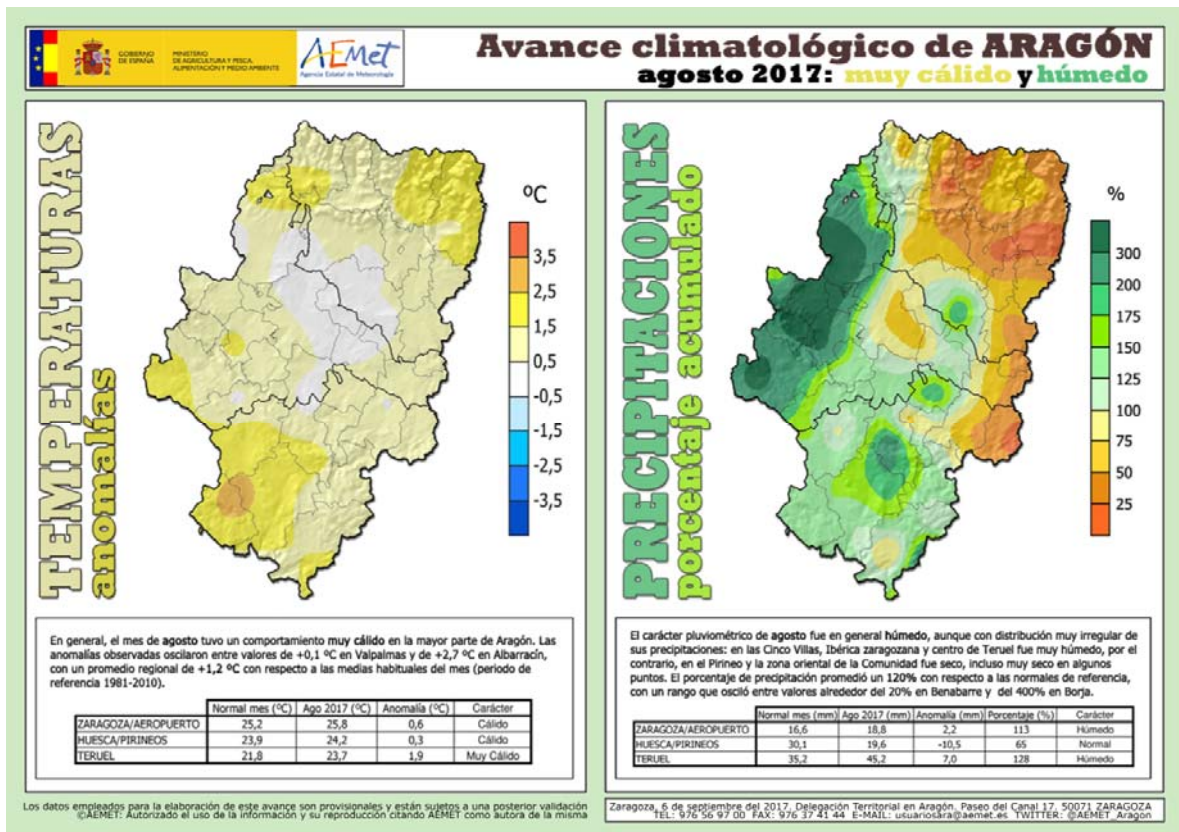 GOBIERNO
DE ESPAÑA
MINISTERIO
DE AGRICULTURA Y PESCA,
ALIMENTACIÓN Y MEDIO AMBIENTE
AEmet
Agencia Estatal de Meteorología
Avance climatológico de ARAGÓN
agosto 2017: muy cálido y húmedo
TEMPERATURAS
anomalías
ºC
3,5
2,5
1,5
0,5
-0,5
-1,5
-2,5
-3,5
En general, el mes de agosto tuvo un comportamiento muy cálido en la mayor parte de Aragón. Las
anomalías observadas oscilaron entre valores de +0,1 ºC en Valpalmas y de +2,7 ºC en Albarracín,
con un promedio regional de +1,2 ºC con respecto a las medias habituales del mes (periodo de
referencia 1981-2010).
Normal mes (ºC) Ago 2017 (ºC) Anomalía (ºC) Carácter
ZARAGOZA/AEROPUERTO 25,2 25,8 0,6 Cálido
HUESCA/PIRINEOS 23,9 24,2 0,3 Cálido
TERUEL 21,8 23,7 1,9 Muy Cálido
Los datos empleados para la elaboración de este avance son provisionales y están sujetos a una posterior validación
©AEMET: Autorizado el uso de la información y su reproducción citando AEMET como autora de la misma
PRECIPITACIONES
porcentaje acumulado
%
300
200
175
150
125
100
75
50
25
El carácter pluviométrico de agosto fue en general húmedo, aunque con distribución muy irregular de
sus precipitaciones: en las Cinco Villas, Ibérica zaragozana y centro de Teruel fue muy húmedo, por el
contrario, en el Pirineo y la zona oriental de la Comunidad fue seco, incluso muy seco en algunos
puntos. El porcentaje de precipitación promedió un 120% con respecto a las normales de referencia,
con un rango que osciló entre valores alrededor del 20% en Benabarre y del 400% en Borja.
Normal mes (mm) Ago 2017 (mm) Anomalía (mm) Porcentaje (%) Carácter
ZARAGOZA/AEROPUERTO 16,6 18,8 2,2 113 Húmedo
HUESCA/PIRINEOS 30,1 19,6 -10,5 65 Normal
TERUEL 35,2 45,2 7,0 128 Húmedo
Zaragoza, 6 de septiembre del 2017. Delegación Territorial en Aragón. Paseo del Canal 17. 50071 ZARAGOZA
TEL: 976 56 97 00 FAX: 976 37 41 44 E-MAIL: usuariosara@aemet.es TWITTER: @AEMET_Aragon